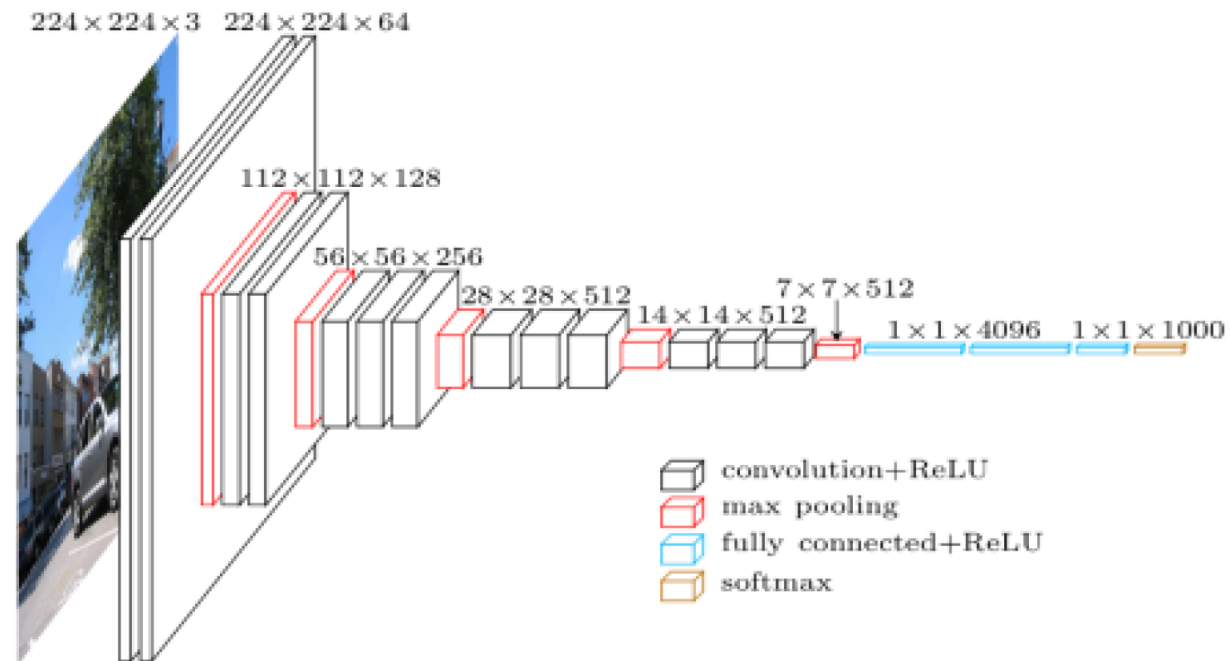 224 × 224 × 3
224 × 224 × 64
112 × 112 × 128
56 × 56 × 256
28 × 28 × 512
14 × 14 × 512
7 × 7 × 512
1 × 1 × 4096
1 × 1 × 1000
convolution+ReLU
max pooling
fully connected+ReLU
softmax